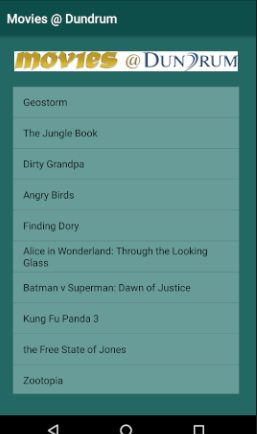 Movies @ Dundrum
movies @ DUNDRUM
Geostorm
The Jungle Book
Dirty Grandpa
Angry Birds
Finding Dory
Alice in Wonderland: Through the Looking
Glass
Batman v Superman: Dawn of Justice
Kung Fu Panda 3
the Free State of Jones
Zootopia